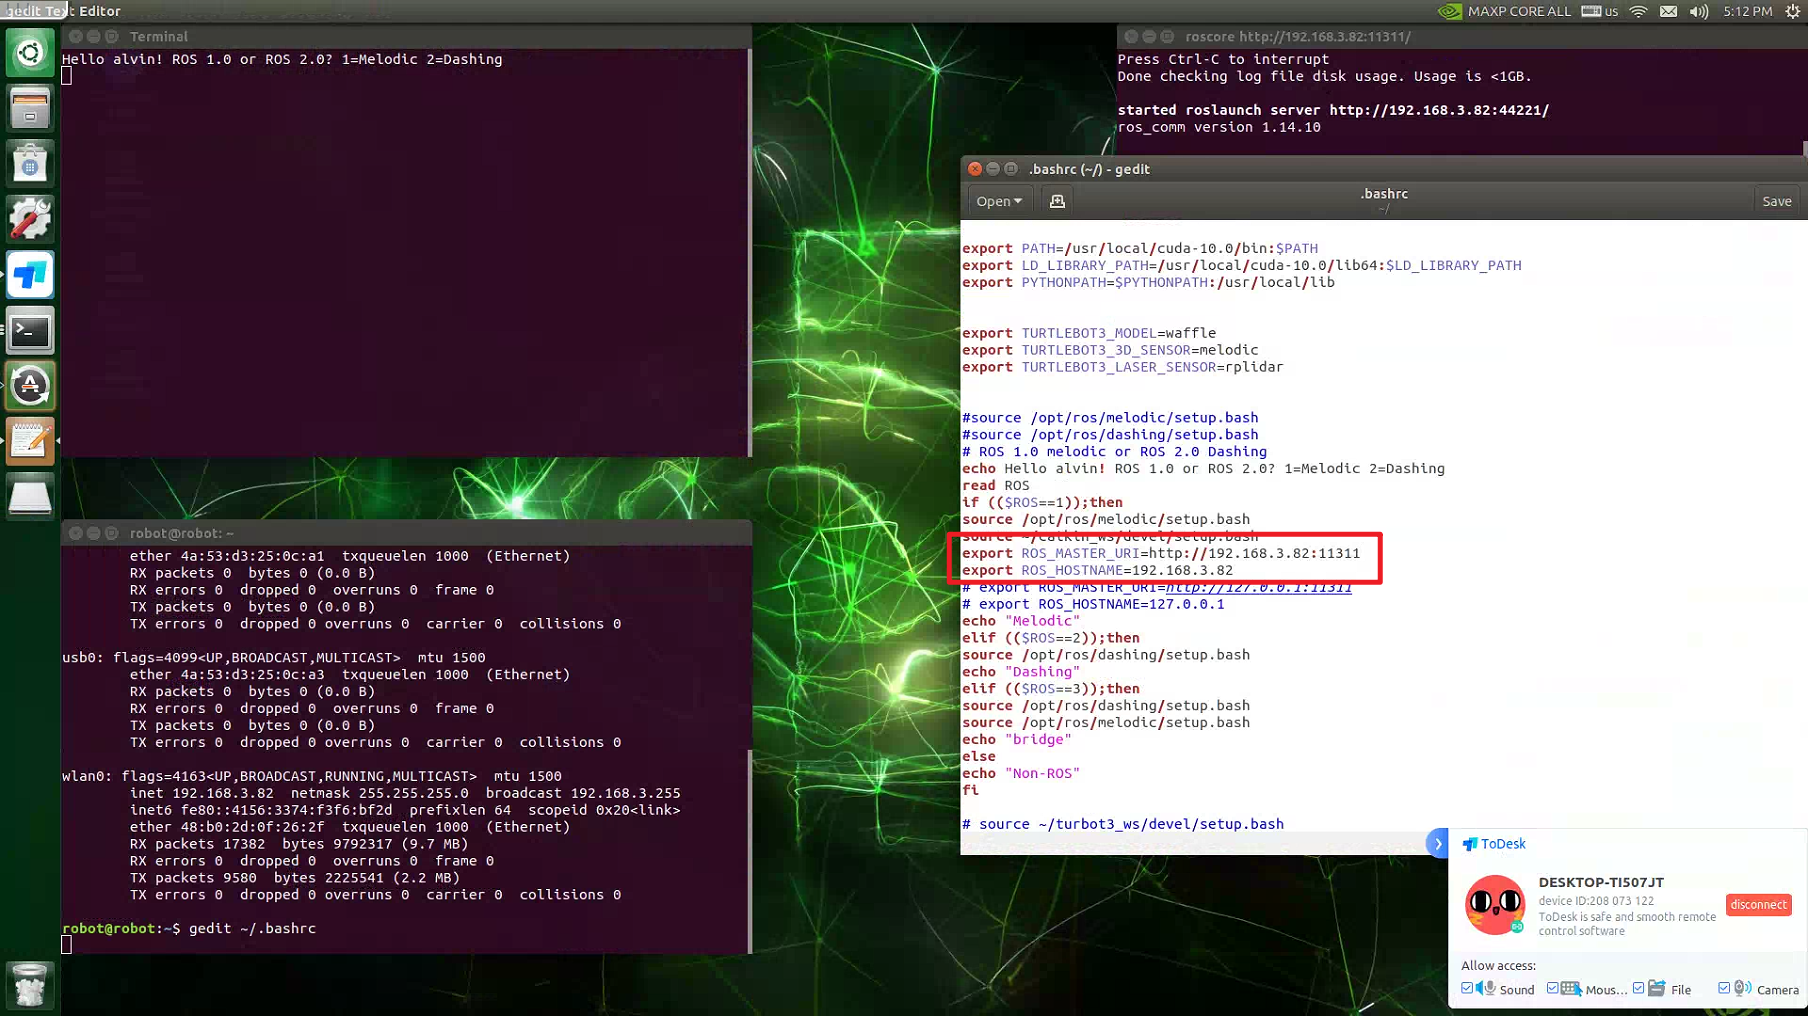 gedit Text Editor
MAXP CORE ALL
us
5:12 PM
Terminal
Hello alvin! ROS 1.0 or ROS 2.0? 1=Melodic 2=Dashing
roscore http://192.168.3.82:11311/
Press Ctrl-C to interrupt
Done checking log file disk usage. Usage is <1GB.
started roslaunch server http://192.168.3.82:44221/
ros_comm version 1.14.10
.bashrc (~/) - gedit
Open
.bashrc
~/
Save
export PATH=/usr/local/cuda-10.0/bin:$PATH
export LD_LIBRARY_PATH=/usr/local/cuda-10.0/lib64:$LD_LIBRARY_PATH
export PYTHONPATH=$PYTHONPATH:/usr/local/lib
export TURTLEBOT3_MODEL=waffle
export TURTLEBOT3_3D_SENSOR=melodic
export TURTLEBOT3_LASER_SENSOR=rplidar
#source /opt/ros/melodic/setup.bash
#source /opt/ros/dashing/setup.bash
# ROS 1.0 melodic or ROS 2.0 Dashing
echo Hello alvin! ROS 1.0 or ROS 2.0? 1=Melodic 2=Dashing
read ROS
if (($ROS==1));then
source /opt/ros/melodic/setup.bash
source ~/catkin_ws/devel/setup.bash
export ROS_MASTER_URI=http://192.168.3.82:11311
export ROS_HOSTNAME=192.168.3.82
# export ROS_MASTER_URI=http://127.0.0.1:11311
# export ROS_HOSTNAME=127.0.0.1
echo "Melodic"
elif (($ROS==2));then
source /opt/ros/dashing/setup.bash
echo "Dashing"
elif (($ROS==3));then
source /opt/ros/dashing/setup.bash
source /opt/ros/melodic/setup.bash
echo "bridge"
else
echo "Non-ROS"
fi
# source ~/turbot3_ws/devel/setup.bash
robot@robot: ~
ether 4a:53:d3:25:0c:a1 txqueuelen 1000 (Ethernet)
RX packets 0 bytes 0 (0.0 B)
RX errors 0 dropped 0 overruns 0 frame 0
TX packets 0 bytes 0 (0.0 B)
TX errors 0 dropped 0 overruns 0 carrier 0 collisions 0
usb0: flags=4099<UP,BROADCAST,MULTICAST> mtu 1500
ether 4a:53:d3:25:0c:a3 txqueuelen 1000 (Ethernet)
RX packets 0 bytes 0 (0.0 B)
RX errors 0 dropped 0 overruns 0 frame 0
TX packets 0 bytes 0 (0.0 B)
TX errors 0 dropped 0 overruns 0 carrier 0 collisions 0
wlan0: flags=4163<UP,BROADCAST,RUNNING,MULTICAST> mtu 1500
inet 192.168.3.82 netmask 255.255.255.0 broadcast 192.168.3.255
inet6 fe80::4156:3374:f3f6:bf2d prefixlen 64 scopeid 0x20<link>
ether 48:b0:2d:0f:26:2f txqueuelen 1000 (Ethernet)
RX packets 17382 bytes 9792317 (9.7 MB)
RX errors 0 dropped 0 overruns 0 frame 0
TX packets 9580 bytes 2225541 (2.2 MB)
TX errors 0 dropped 0 overruns 0 carrier 0 collisions 0
robot@robot:~$ gedit ~/.bashrc
ToDesk
DESKTOP-TI507JT
device ID:208 073 122
ToDesk is safe and smooth remote
control software
disconnect
Allow access:
Sound
Mous...
File
Camera